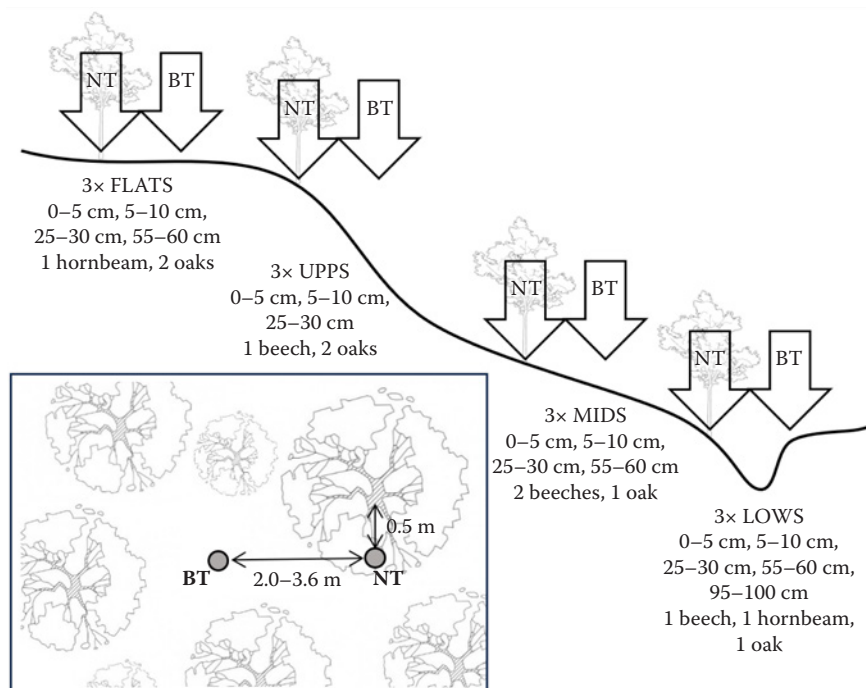 NT
BT
3× FLATS
0–5 cm, 5–10 cm,
25–30 cm, 55–60 cm
1 hornbeam, 2 oaks
NT
BT
3× UPPS
0–5 cm, 5–10 cm,
25–30 cm
1 beech, 2 oaks
NT
BT
3× MIDS
0–5 cm, 5–10 cm,
25–30 cm, 55–60 cm
2 beeches, 1 oak
NT
BT
3× LOWS
0–5 cm, 5–10 cm,
25–30 cm, 55–60 cm,
95–100 cm
1 beech, 1 hornbeam,
1 oak
0.5 m
BT
2.0–3.6 m
NT